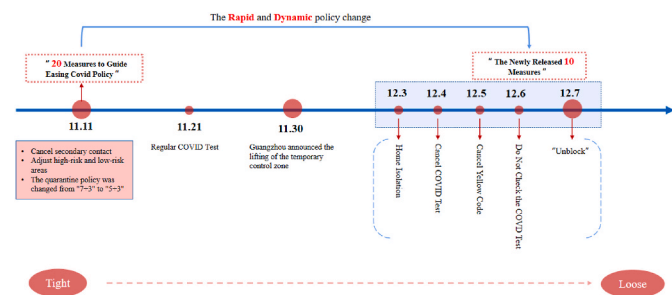 The Rapid and Dynamic policy change
“ 20 Measures to Guide
Easing Covid Policy ”
“ The Newly Released 10
Measures “
11.11
11.21
11.30
12.3
12.4
12.5
12.6
12.7
• Cancel secondary contact
• Adjust high-risk and low-risk
areas
• The quarantine policy was
changed from “7+3” to “5+3”
Regular COVID Test
Guangzhou announced the
lifting of the temporary
control zone
Home Isolation
Cancel COVID Test
Cancel Yellow Code
Do Not Check the COVD Test
“Unblock”
Tight
Loose